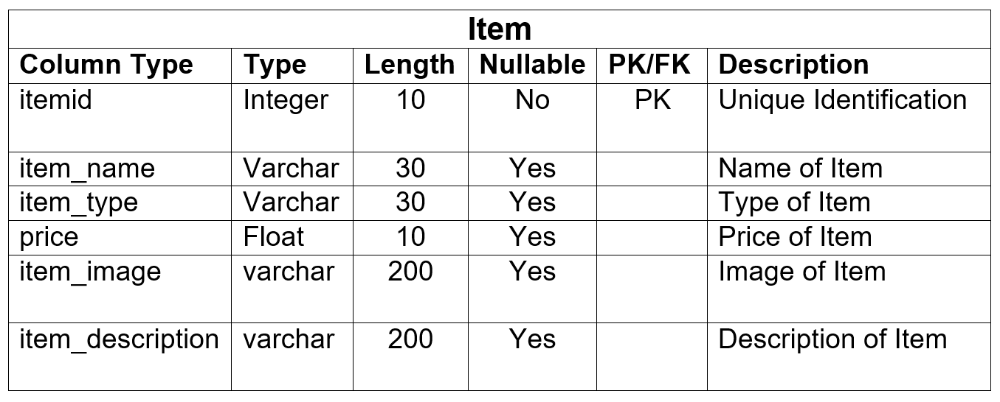 Item
Column Type Type Length Nullable PK/FK Description
itemid Integer 10 No PK Unique Identification
item_name Varchar 30 Yes Name of Item
item_type Varchar 30 Yes Type of Item
price Float 10 Yes Price of Item
item_image varchar 200 Yes Image of Item
item_description varchar 200 Yes Description of Item